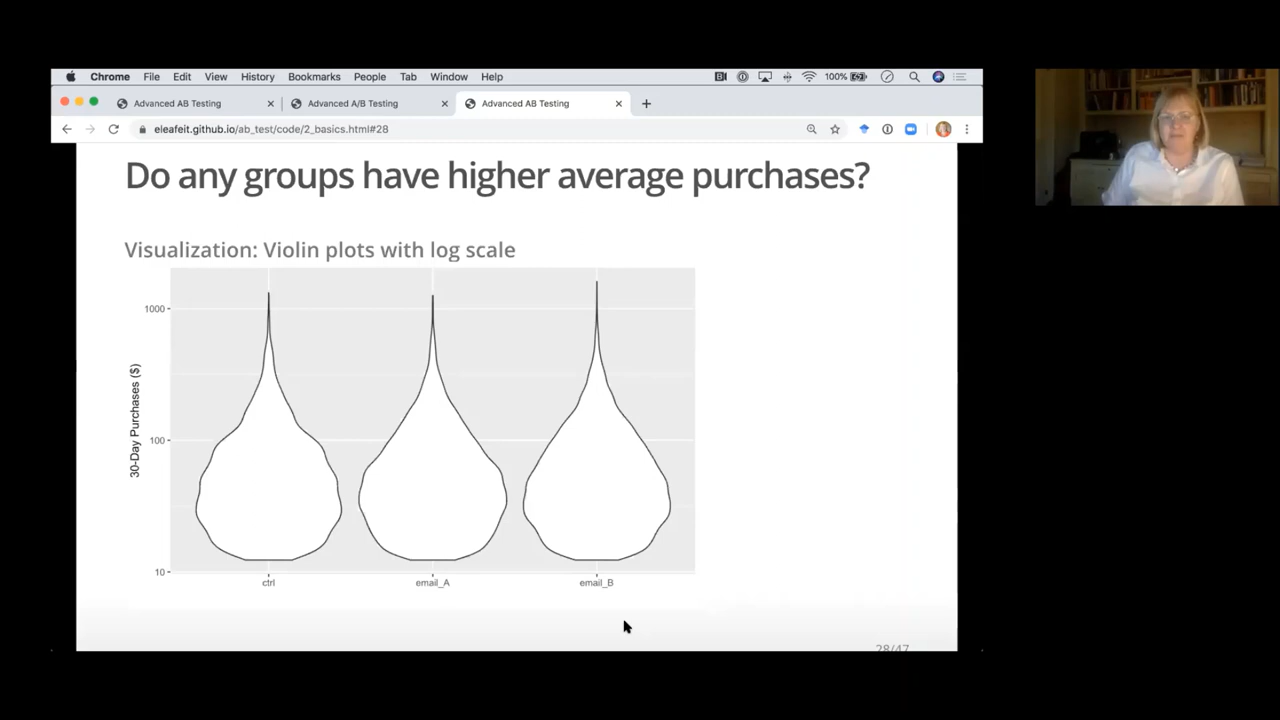 Chrome File Edit View History Bookmarks People Tab Window Help 100%
Advanced AB Testing Advanced A/B Testing Advanced AB Testing
eleafeit.github.io/ab_test/code/2_basics.html#28
Do any groups have higher average purchases?
Visualization: Violin plots with log scale
1000
100
10
30-Day Purchases ($)
ctrl email_A email_B
28/47